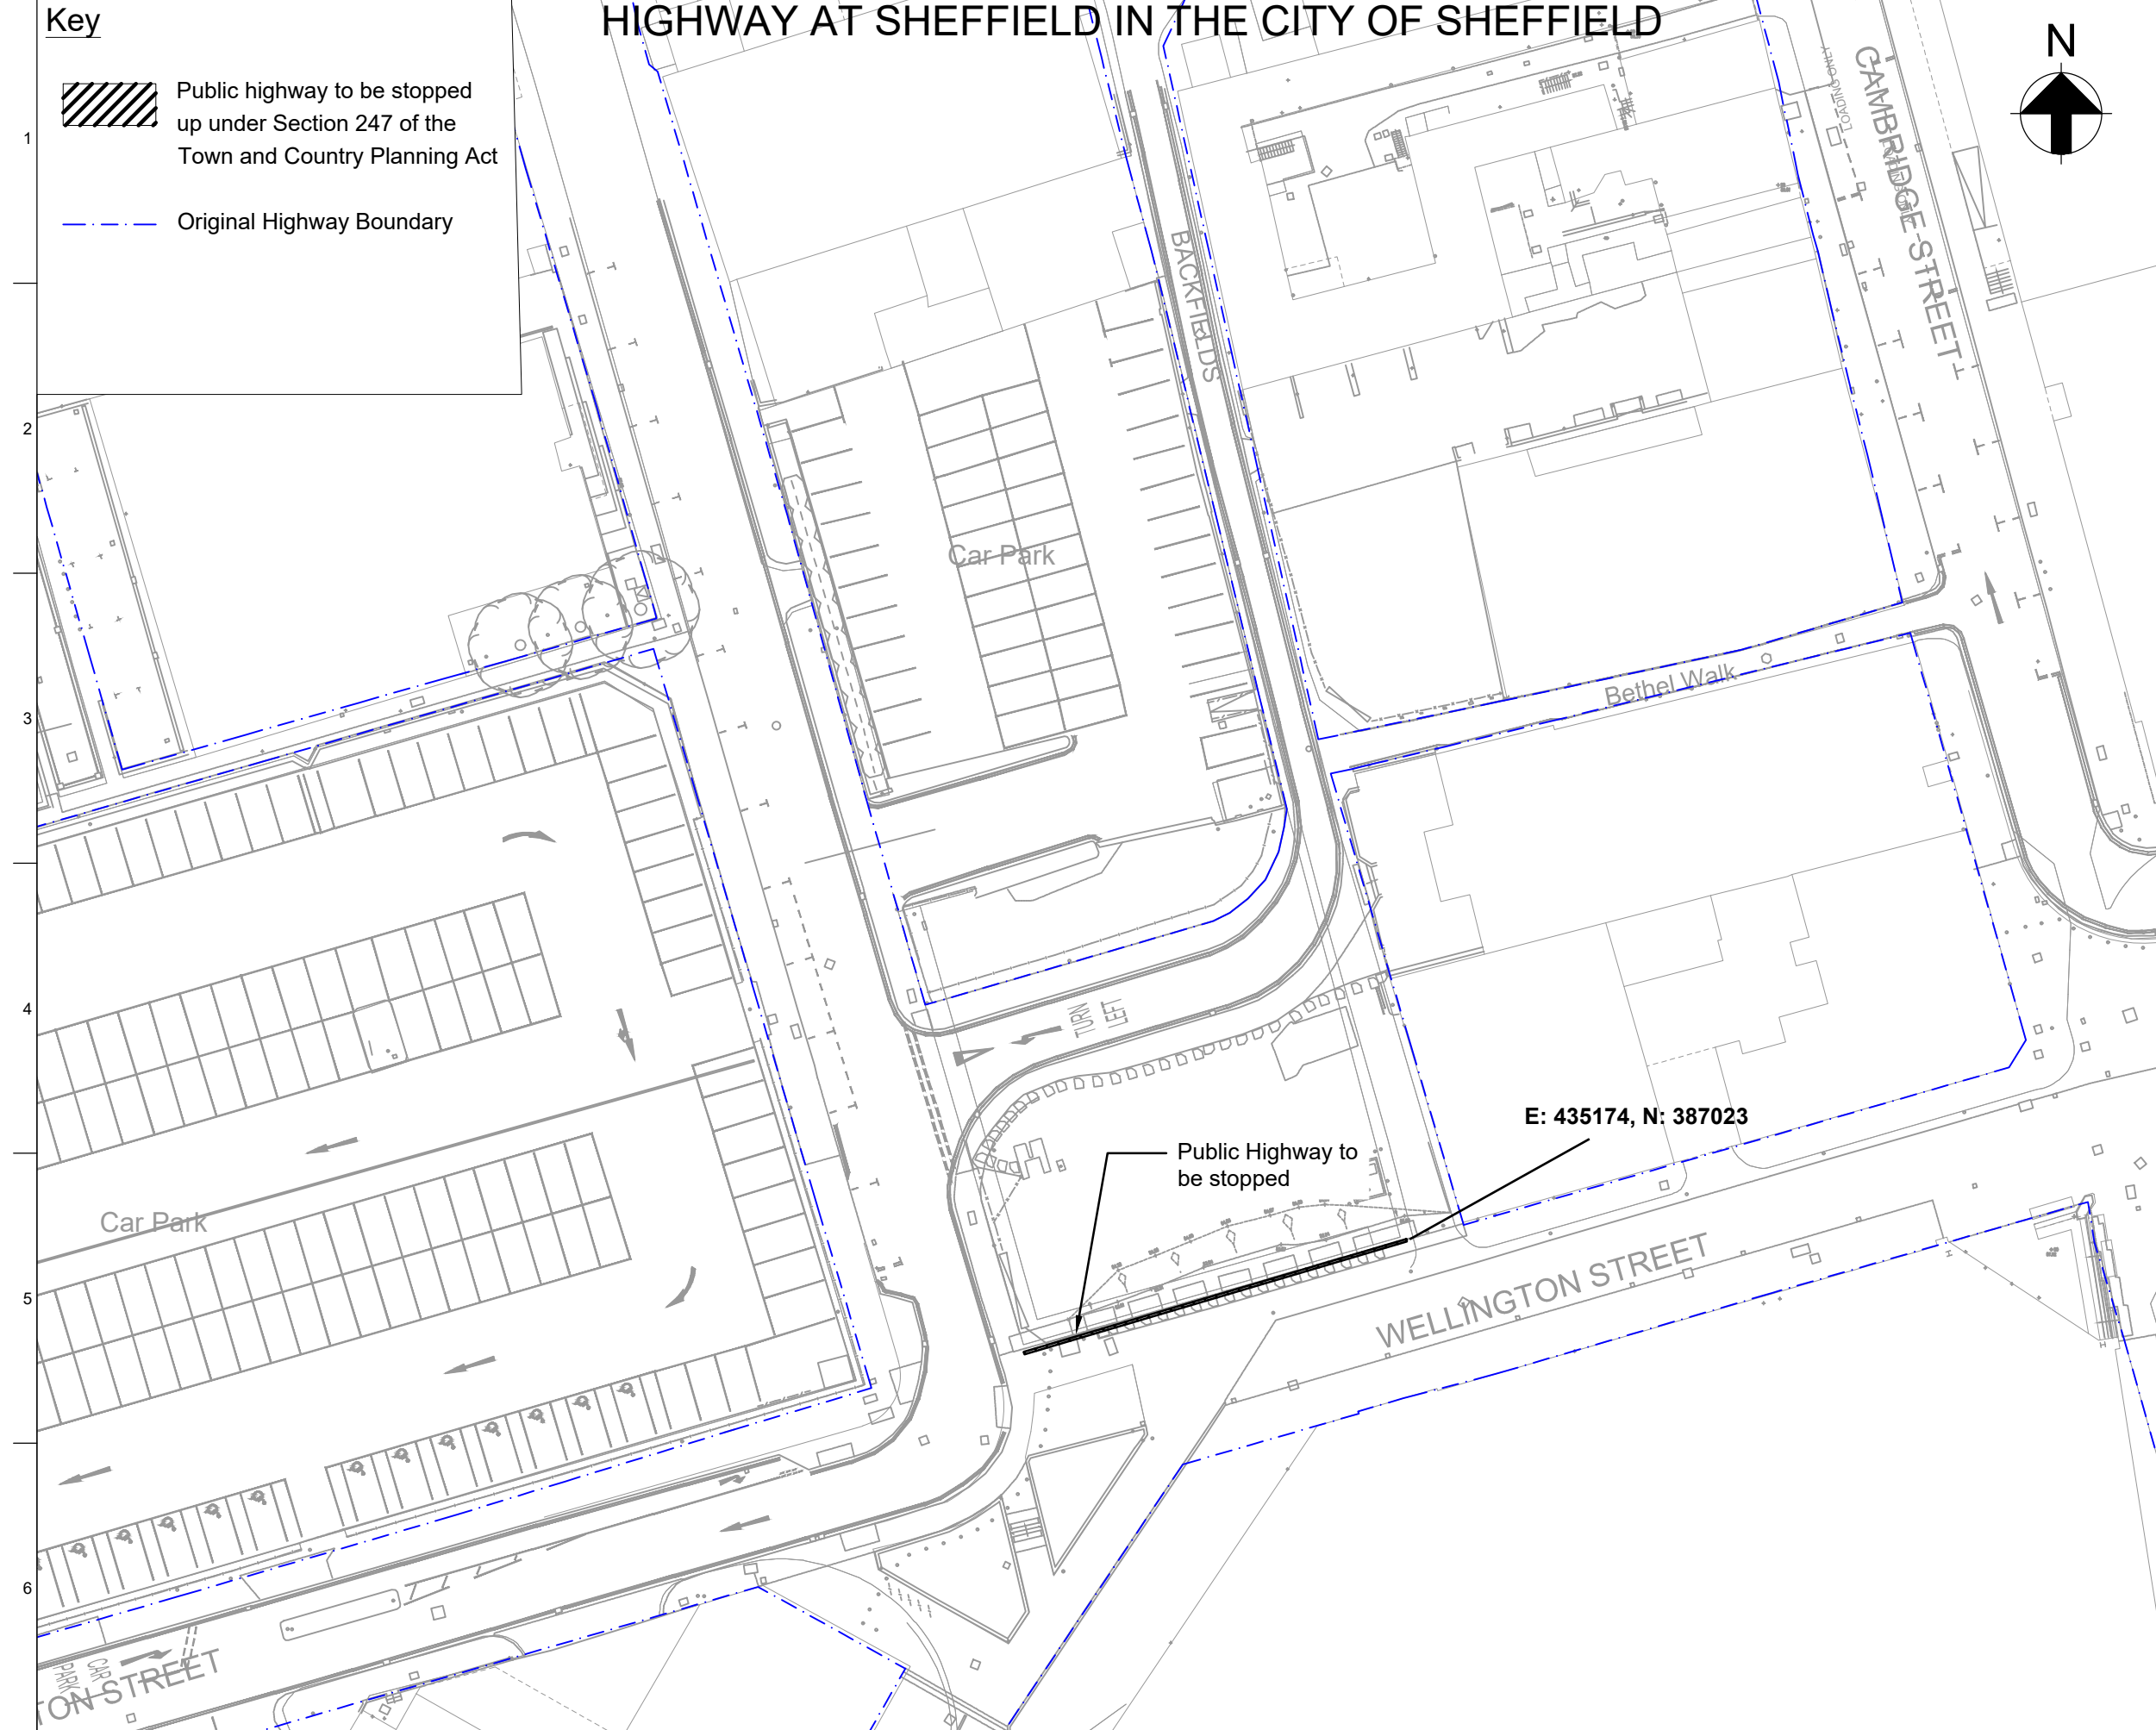 HIGHWAY AT SHEFFIELD IN THE CITY OF SHEFFIELD
Key
Public highway to be stopped
up under Section 247 of the
Town and Country Planning Act
Original Highway Boundary
N
1
2
3
4
5
6
LOADING ONLY
CAMBRIDGE STREET
BACKFIELDS
Car Park
Bethel Walk
TURN
LEFT
E: 435174, N: 387023
Public Highway to
be stopped
Car Park
WELLINGTON STREET
CAR
PARK
TON STREET